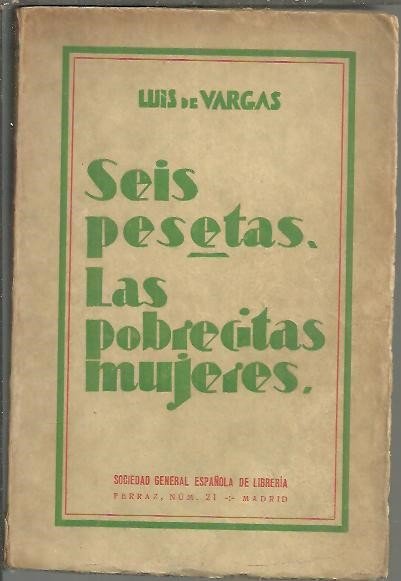 LUIS DE VARGAS
Seis
pesetas.
Las
pobrecitas
mujeres.
SOCIEDAD GENERAL ESPAÑOLA DE LIBRERÍA
FERRAZ, NÚM. 21 -:- MADRID